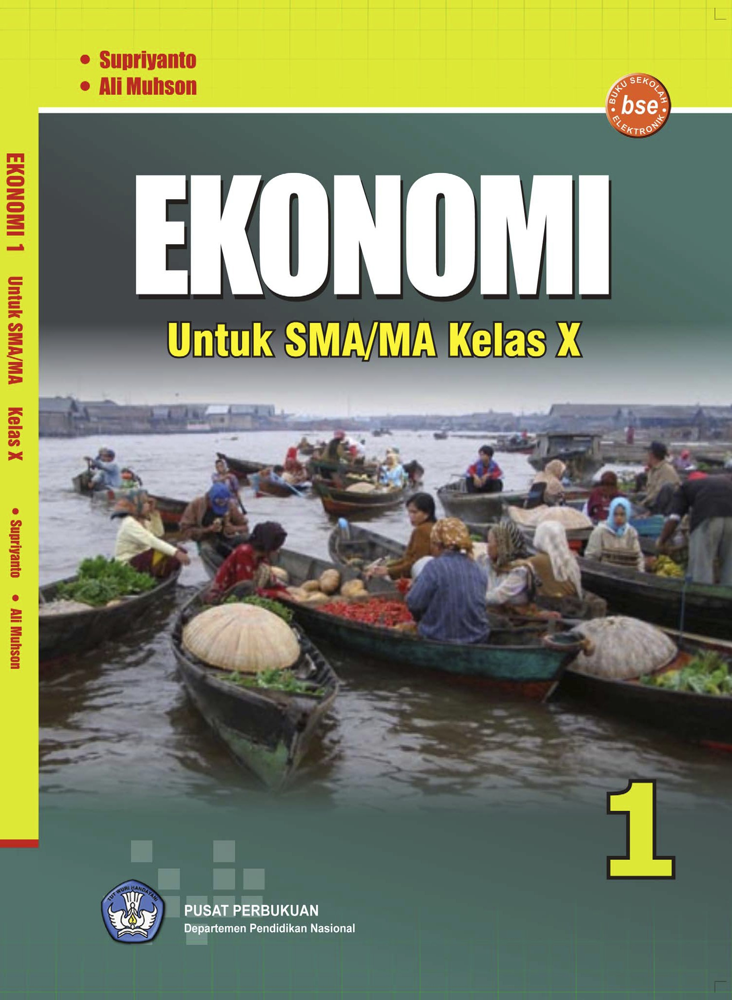 Supriyanto
Ali Muhson
BUKU SEKOLAH
bse
ELEKTRONIK
EKONOMI
Untuk SMA/MA Kelas X
EKONOMI 1 Untuk SMA/MA Kelas X • Supriyanto • Ali Muhson
1
TUT WURI HANDAYANI
PUSAT PERBUKUAN
Departemen Pendidikan Nasional